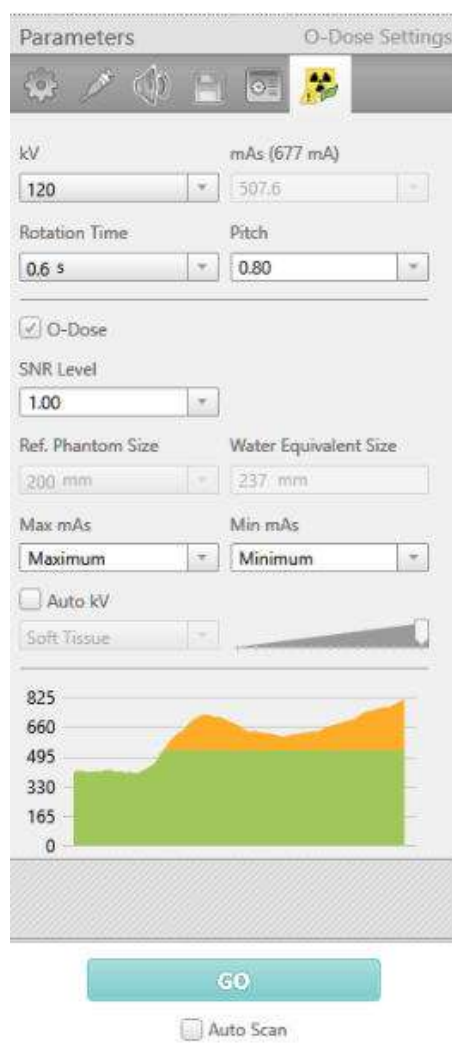 Parameters O-Dose Settings
kV mAs (677 mA)
120 507.6
Rotation Time Pitch
0.6 s 0.80
O-Dose
SNR Level
1.00
Ref. Phantom Size Water Equivalent Size
200 mm 237 mm
Max mAs Min mAs
Maximum Minimum
Auto kV
Soft Tissue
825
660
495
330
165
0
GO
Auto Scan